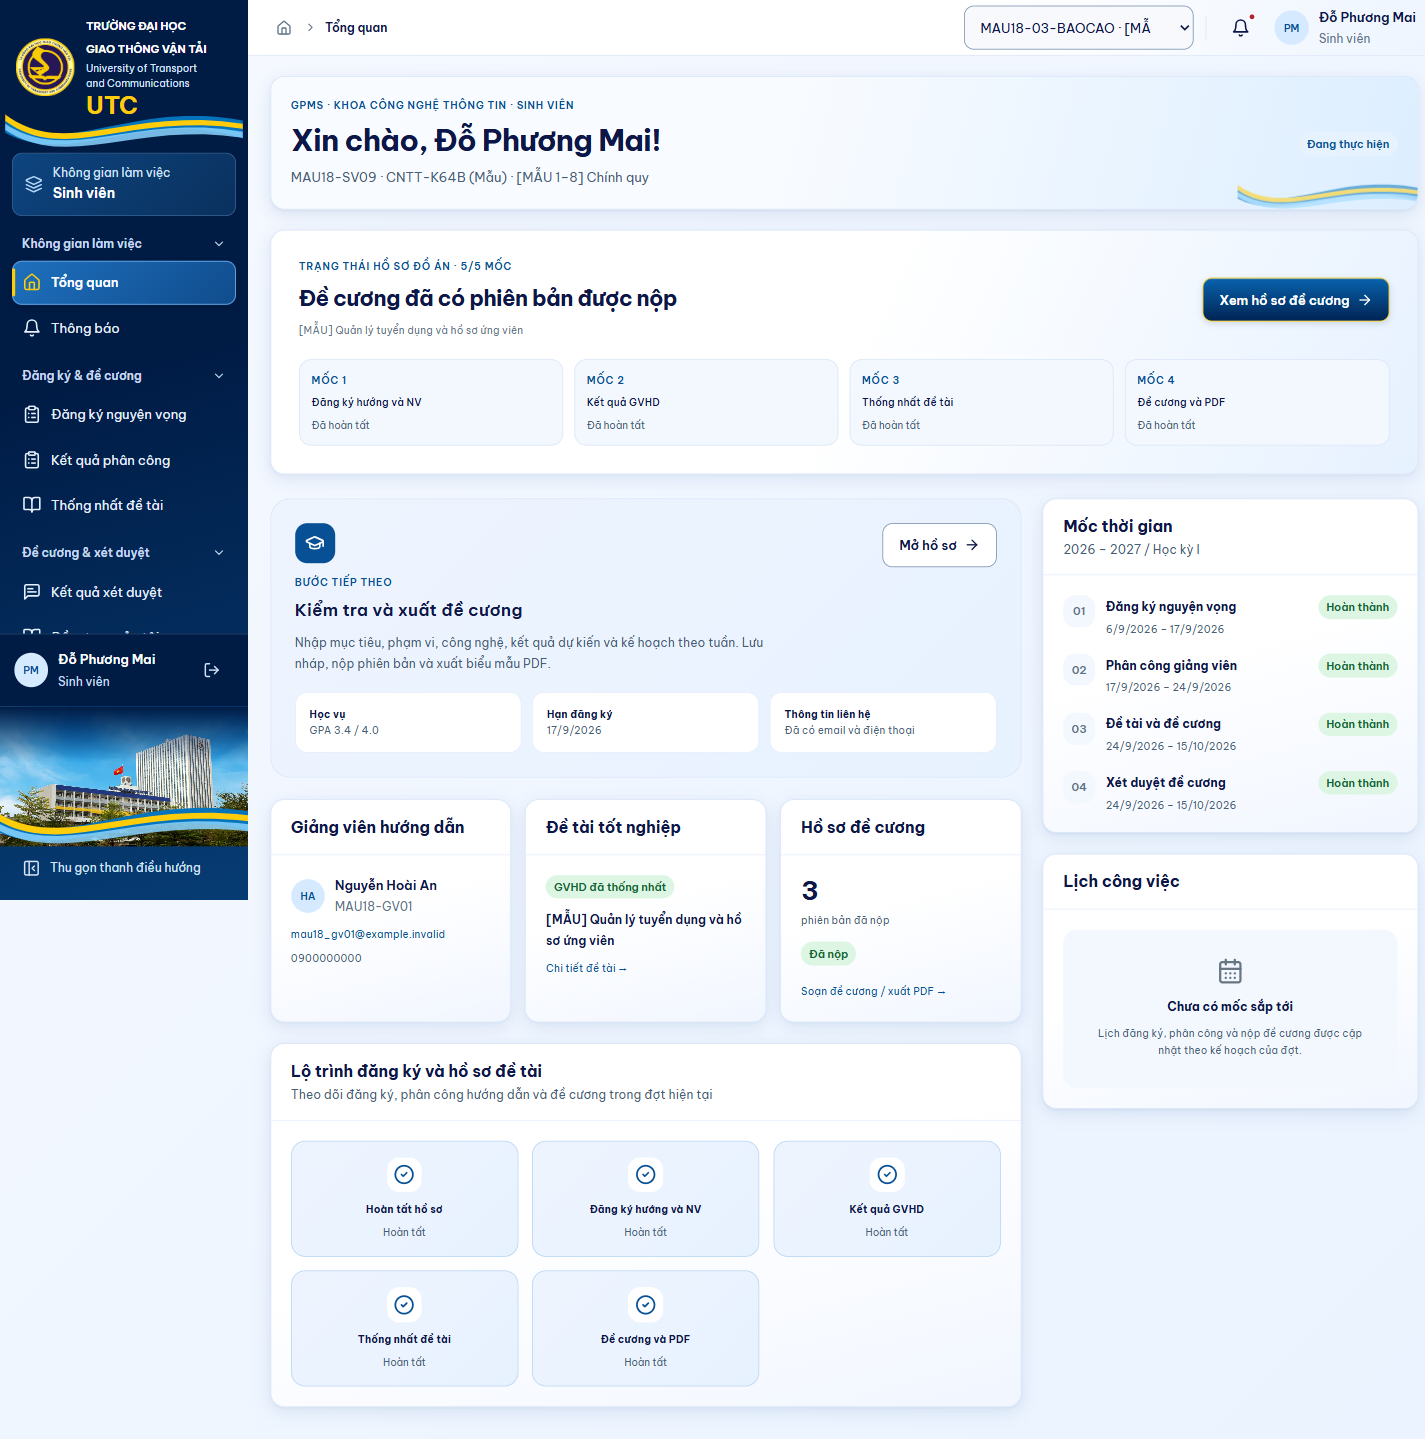 TRƯỜNG ĐẠI HỌC
GIAO THÔNG VẬN TẢI
University of Transport
and Communications
UTC
Không gian làm việc
Sinh viên
Không gian làm việc
Tổng quan
Thông báo
Đăng ký & đề cương
Đăng ký nguyện vọng
Kết quả phân công
Thống nhất đề tài
Đề cương & xét duyệt
Kết quả xét duyệt
PM
Đỗ Phương Mai
Sinh viên
Thu gọn thanh điều hướng
Tổng quan
MAU18-03-BAOCAO · [MẪ
PM
Đỗ Phương Mai
Sinh viên
GPMS · KHOA CÔNG NGHỆ THÔNG TIN · SINH VIÊN
Xin chào, Đỗ Phương Mai!
MAU18-SV09 · CNTT-K64B (Mẫu) · [MẪU 1–8] Chính quy
Đang thực hiện
TRẠNG THÁI HỒ SƠ ĐỒ ÁN · 5/5 MỐC
Đề cương đã có phiên bản được nộp
[MẪU] Quản lý tuyển dụng và hồ sơ ứng viên
Xem hồ sơ đề cương →
MỐC 1
Đăng ký hướng và NV
Đã hoàn tất
MỐC 2
Kết quả GVHD
Đã hoàn tất
MỐC 3
Thống nhất đề tài
Đã hoàn tất
MỐC 4
Đề cương và PDF
Đã hoàn tất
Mở hồ sơ →
BƯỚC TIẾP THEO
Kiểm tra và xuất đề cương
Nhập mục tiêu, phạm vi, công nghệ, kết quả dự kiến và kế hoạch theo tuần. Lưu
nháp, nộp phiên bản và xuất biểu mẫu PDF.
Học vụ
GPA 3.4 / 4.0
Hạn đăng ký
17/9/2026
Thông tin liên hệ
Đã có email và điện thoại
Mốc thời gian
2026 – 2027 / Học kỳ I
01
Đăng ký nguyện vọng
6/9/2026 – 17/9/2026
Hoàn thành
02
Phân công giảng viên
17/9/2026 – 24/9/2026
Hoàn thành
03
Đề tài và đề cương
24/9/2026 – 15/10/2026
Hoàn thành
04
Xét duyệt đề cương
24/9/2026 – 15/10/2026
Hoàn thành
Giảng viên hướng dẫn
HA
Nguyễn Hoài An
MAU18-GV01
mau18_gv01@example.invalid
0900000000
Đề tài tốt nghiệp
GVHD đã thống nhất
[MẪU] Quản lý tuyển dụng và hồ
sơ ứng viên
Chi tiết đề tài →
Hồ sơ đề cương
3
phiên bản đã nộp
Đã nộp
Soạn đề cương / xuất PDF →
Lịch công việc
Chưa có mốc sắp tới
Lịch đăng ký, phân công và nộp đề cương được cập
nhật theo kế hoạch của đợt.
Lộ trình đăng ký và hồ sơ đề tài
Theo dõi đăng ký, phân công hướng dẫn và đề cương trong đợt hiện tại
Hoàn tất hồ sơ
Hoàn tất
Đăng ký hướng và NV
Hoàn tất
Kết quả GVHD
Hoàn tất
Thống nhất đề tài
Hoàn tất
Đề cương và PDF
Hoàn tất